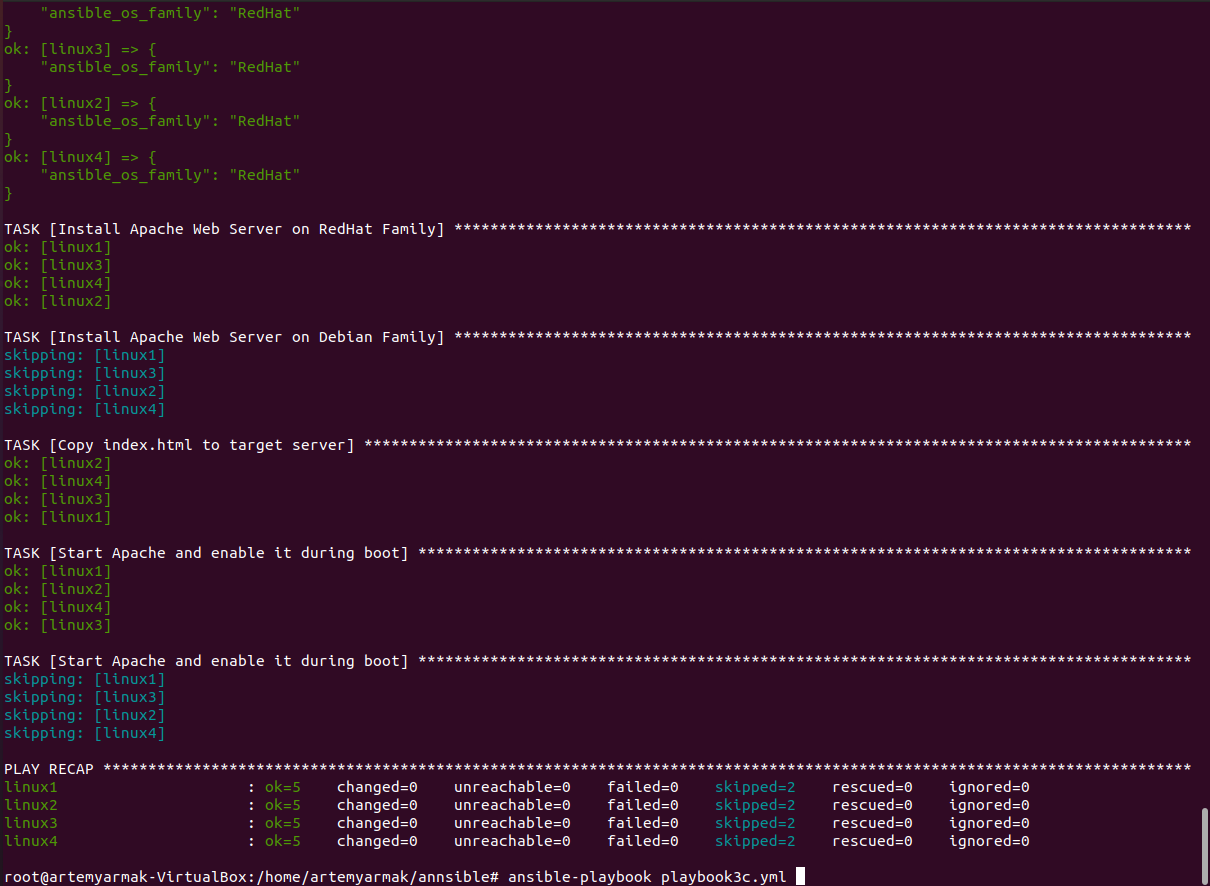 "ansible_os_family": "RedHat"
}
ok: [linux3] => {
    "ansible_os_family": "RedHat"
}
ok: [linux2] => {
    "ansible_os_family": "RedHat"
}
ok: [linux4] => {
    "ansible_os_family": "RedHat"
}

TASK [Install Apache Web Server on RedHat Family] **********************************************************************************
ok: [linux1]
ok: [linux3]
ok: [linux4]
ok: [linux2]

TASK [Install Apache Web Server on Debian Family] **********************************************************************************
skipping: [linux1]
skipping: [linux3]
skipping: [linux2]
skipping: [linux4]

TASK [Copy index.html to target server] ********************************************************************************************
ok: [linux2]
ok: [linux4]
ok: [linux3]
ok: [linux1]

TASK [Start Apache and enable it during boot] **************************************************************************************
ok: [linux1]
ok: [linux2]
ok: [linux4]
ok: [linux3]

TASK [Start Apache and enable it during boot] **************************************************************************************
skipping: [linux1]
skipping: [linux3]
skipping: [linux2]
skipping: [linux4]

PLAY RECAP *************************************************************************************************************************
linux1                     : ok=5    changed=0    unreachable=0    failed=0    skipped=2    rescued=0    ignored=0
linux2                     : ok=5    changed=0    unreachable=0    failed=0    skipped=2    rescued=0    ignored=0
linux3                     : ok=5    changed=0    unreachable=0    failed=0    skipped=2    rescued=0    ignored=0
linux4                     : ok=5    changed=0    unreachable=0    failed=0    skipped=2    rescued=0    ignored=0

root@artemyarmak-VirtualBox:/home/artemyarmak/annsible# ansible-playbook playbook3c.yml